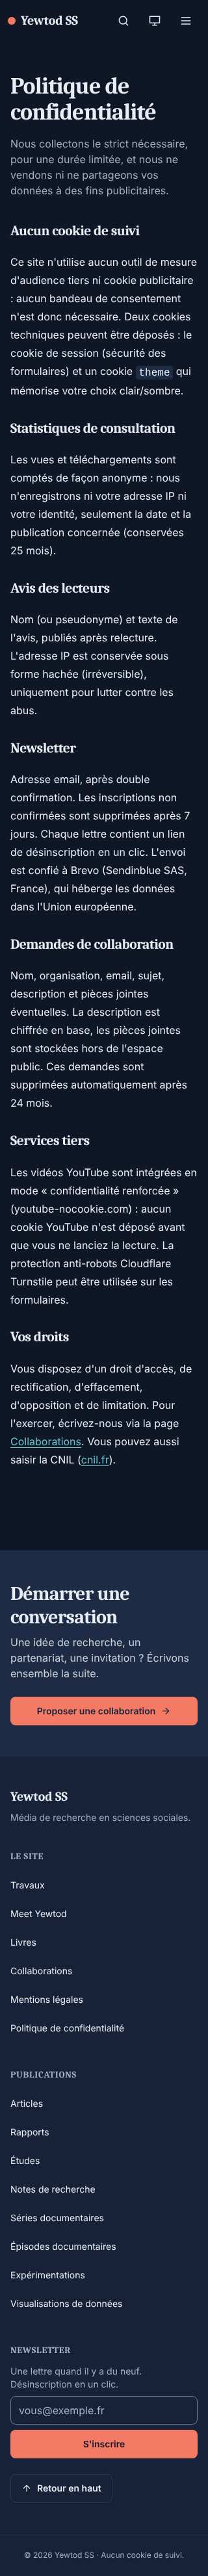 Yewtod SS
Politique de
confidentialité
Nous collectons le strict nécessaire,
pour une durée limitée, et nous ne
vendons ni ne partageons vos
données à des fins publicitaires.
Aucun cookie de suivi
Ce site n'utilise aucun outil de mesure
d'audience tiers ni cookie publicitaire
: aucun bandeau de consentement
n'est donc nécessaire. Deux cookies
techniques peuvent être déposés : le
cookie de session (sécurité des
formulaires) et un cookie theme qui
mémorise votre choix clair/sombre.
Statistiques de consultation
Les vues et téléchargements sont
comptés de façon anonyme : nous
n'enregistrons ni votre adresse IP ni
votre identité, seulement la date et la
publication concernée (conservées
25 mois).
Avis des lecteurs
Nom (ou pseudonyme) et texte de
l'avis, publiés après relecture.
L'adresse IP est conservée sous
forme hachée (irréversible),
uniquement pour lutter contre les
abus.
Newsletter
Adresse email, après double
confirmation. Les inscriptions non
confirmées sont supprimées après 7
jours. Chaque lettre contient un lien
de désinscription en un clic. L'envoi
est confié à Brevo (Sendinblue SAS,
France), qui héberge les données
dans l'Union européenne.
Demandes de collaboration
Nom, organisation, email, sujet,
description et pièces jointes
éventuelles. La description est
chiffrée en base, les pièces jointes
sont stockées hors de l'espace
public. Ces demandes sont
supprimées automatiquement après
24 mois.
Services tiers
Les vidéos YouTube sont intégrées en
mode « confidentialité renforcée »
(youtube-nocookie.com) : aucun
cookie YouTube n'est déposé avant
que vous ne lanciez la lecture. La
protection anti-robots Cloudflare
Turnstile peut être utilisée sur les
formulaires.
Vos droits
Vous disposez d'un droit d'accès, de
rectification, d'effacement,
d'opposition et de limitation. Pour
l'exercer, écrivez-nous via la page
Collaborations. Vous pouvez aussi
saisir la CNIL (cnil.fr).
Démarrer une
conversation
Une idée de recherche, un
partenariat, une invitation ? Écrivons
ensemble la suite.
Proposer une collaboration →
Yewtod SS
Média de recherche en sciences sociales.
LE SITE
Travaux
Meet Yewtod
Livres
Collaborations
Mentions légales
Politique de confidentialité
PUBLICATIONS
Articles
Rapports
Études
Notes de recherche
Séries documentaires
Épisodes documentaires
Expérimentations
Visualisations de données
NEWSLETTER
Une lettre quand il y a du neuf.
Désinscription en un clic.
vous@exemple.fr
S'inscrire
↑ Retour en haut
© 2026 Yewtod SS · Aucun cookie de suivi.